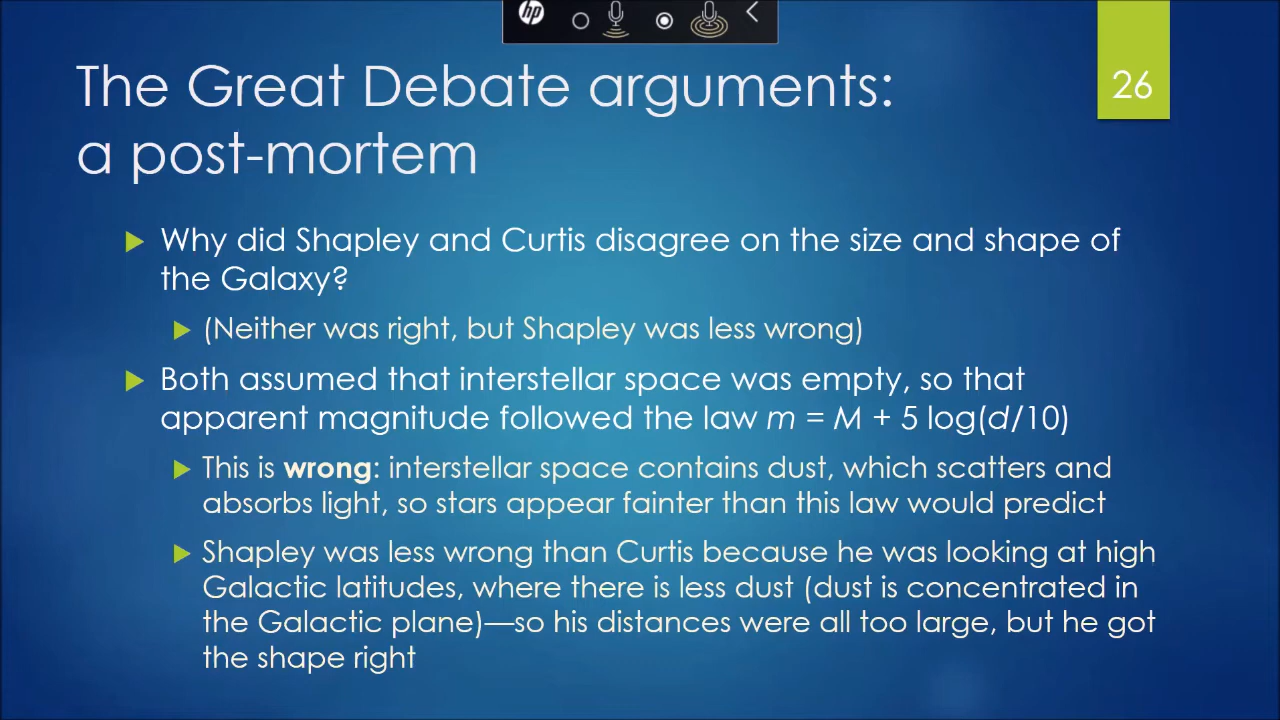 hp
The Great Debate arguments:
26
a post-mortem
Why did Shapley and Curtis disagree on the size and shape of
the Galaxy?
(Neither was right, but Shapley was less wrong)
Both assumed that interstellar space was empty, so that
apparent magnitude followed the law m = M + 5 log(d/10)
This is wrong: interstellar space contains dust, which scatters and
absorbs light, so stars appear fainter than this law would predict
Shapley was less wrong than Curtis because he was looking at high
Galactic latitudes, where there is less dust (dust is concentrated in
the Galactic plane)—so his distances were all too large, but he got
the shape right